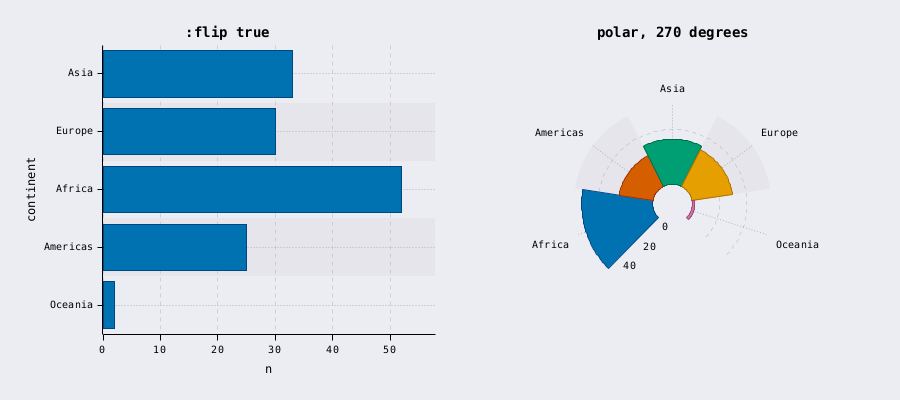 :flip true
continent
Asia
Europe
Africa
Americas
Oceania
0 10 20 30 40 50
n
polar, 270 degrees
Asia
Americas
Europe
Africa
Oceania
0
20
40